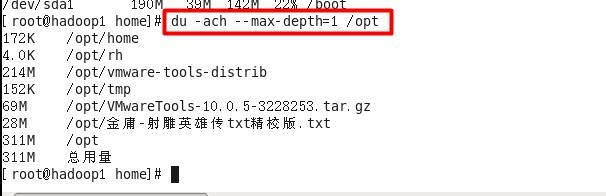 /dev/sda1 190M 39M 142M 22% /boot
[root@hadoop1 home]# du -ach --max-depth=1 /opt
172K /opt/home
4.0K /opt/rh
214M /opt/vmware-tools-distrib
152K /opt/tmp
69M /opt/VMwareTools-10.0.5-3228253.tar.gz
28M /opt/金庸-射雕英雄传txt精校版.txt
311M /opt
311M 总用量
[root@hadoop1 home]#